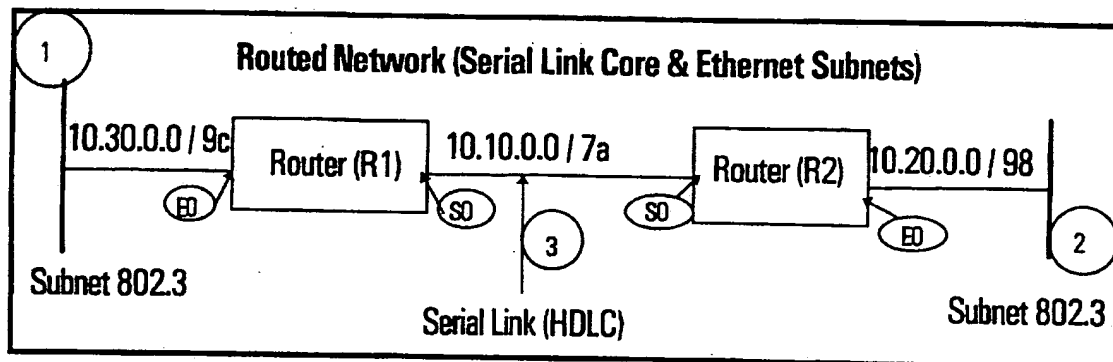 1
Routed Network (Serial Link Core & Ethernet Subnets)
10.30.0.0 / 9c
Router (R1)
10.10.0.0 / 7a
Router (R2)
10.20.0.0 / 98
E0
S0
3
S0
E0
2
Subnet 802.3
Serial Link (HDLC)
Subnet 802.3